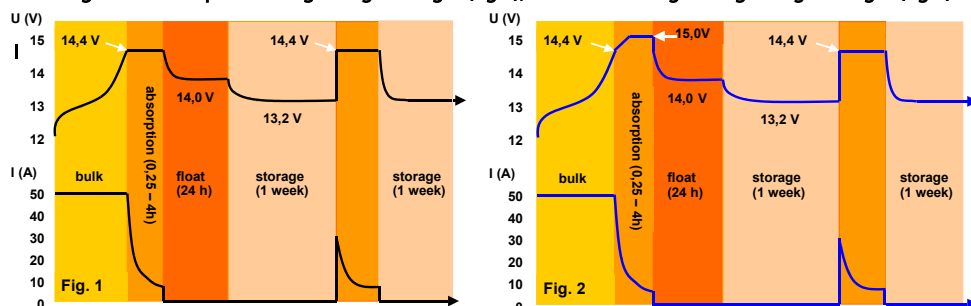 U (V)
15
14
13
12
14,4 V
14,0 V
13,2 V
14,4 V
absorption (0,25 – 4h)
I (A)
50
40
30
20
10
0
bulk
float
(24 h)
storage
(1 week)
storage
(1 week)
Fig. 1
U (V)
15
14
13
12
14,4 V
15,0V
14,0 V
13,2 V
14,4 V
absorption (0,25 – 4h)
I (A)
50
40
30
20
10
0
bulk
float
(24 h)
storage
(1 week)
storage
(1 week)
Fig. 2